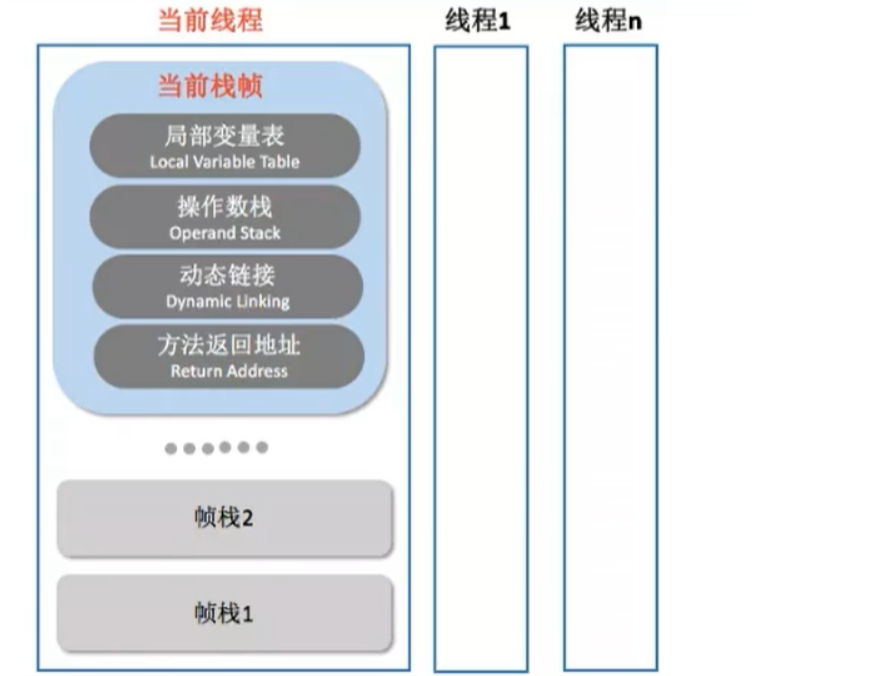 当前线程
线程1
线程n
当前栈帧
局部变量表
Local Variable Table
操作数栈
Operand Stack
动态链接
Dynamic Linking
方法返回地址
Return Address
帧栈2
帧栈1